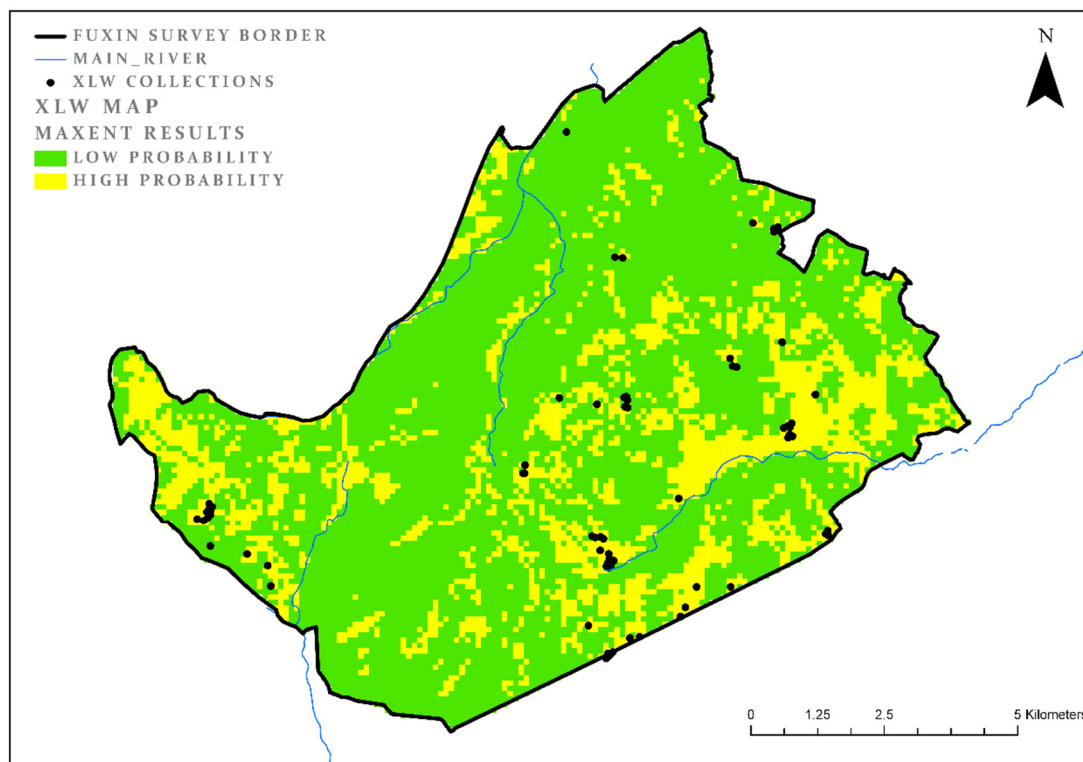 FUXIN SURVEY BORDER
MAIN_RIVER
XLW COLLECTIONS
XLW MAP
MAXENT RESULTS
LOW PROBABILITY
HIGH PROBABILITY
N
0 1.25 2.5 5 Kilometers